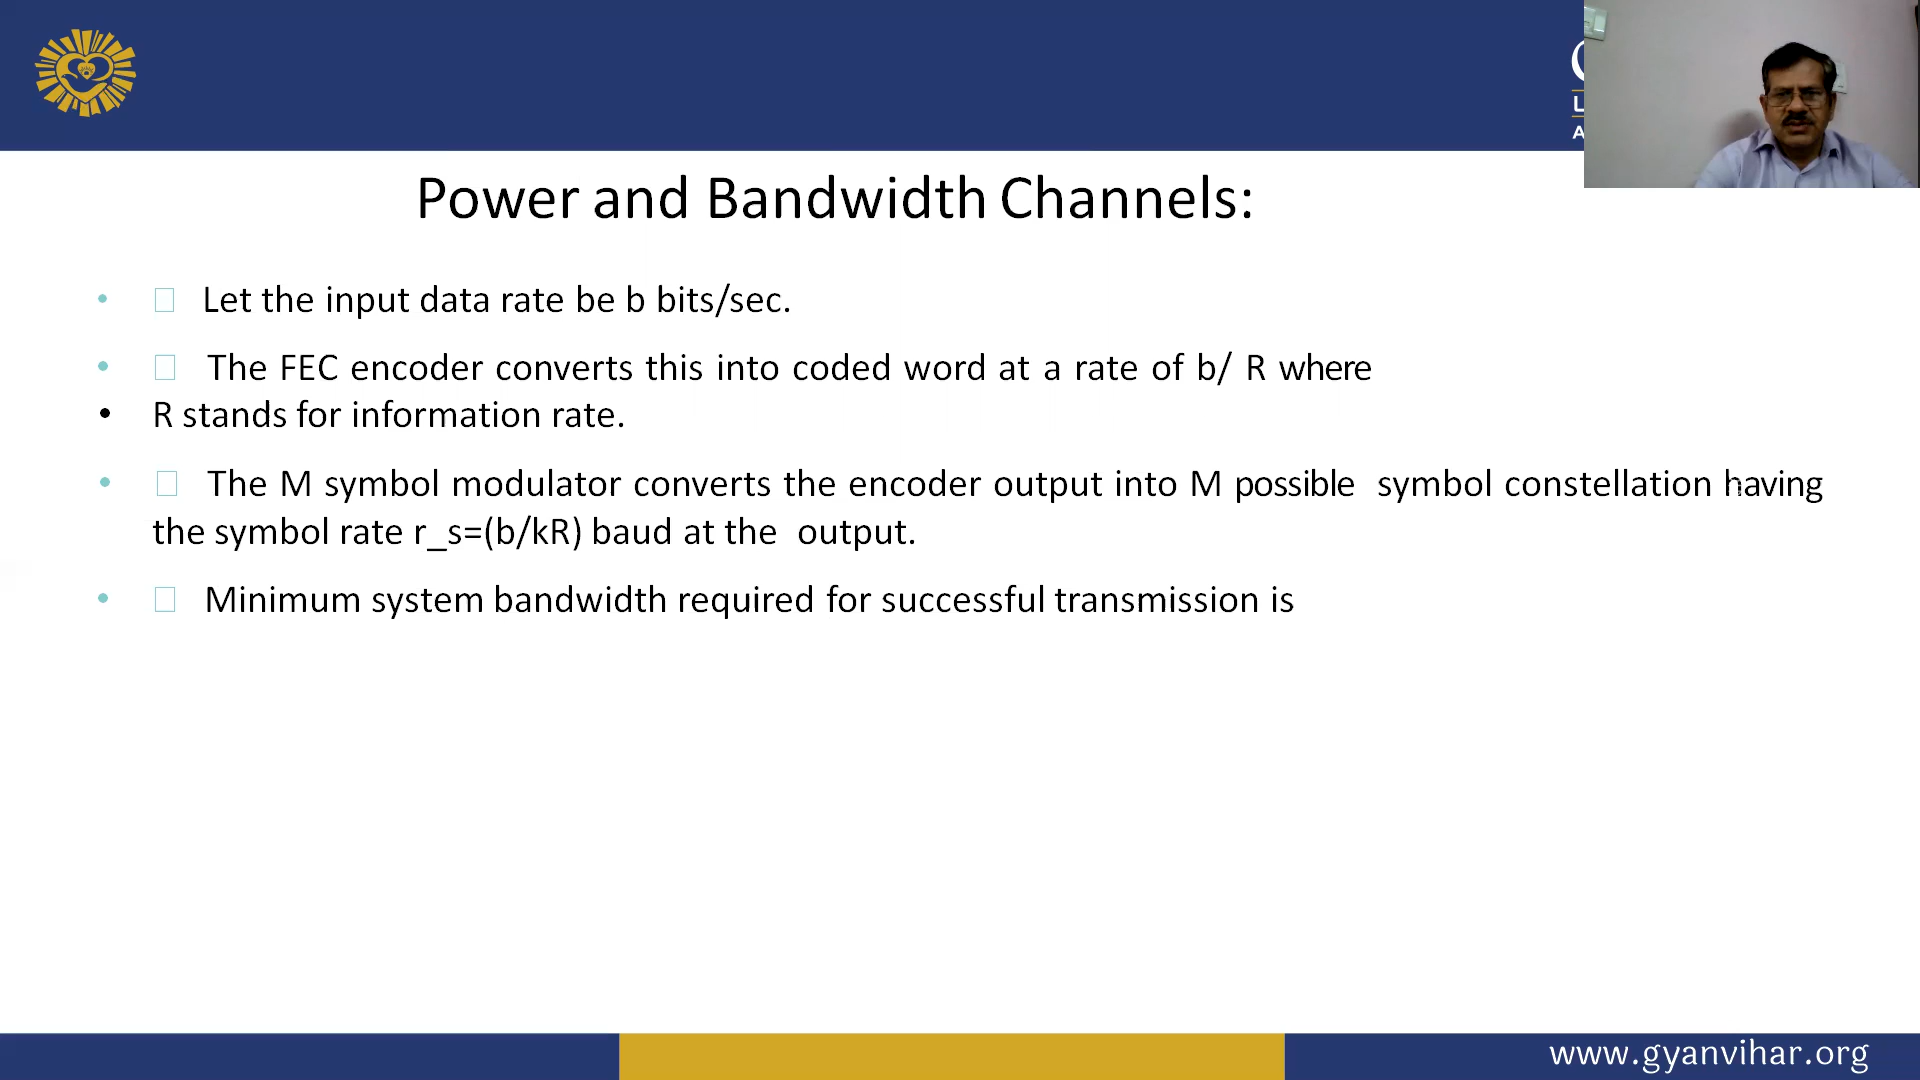 Power and Bandwidth Channels:
• Let the input data rate be b bits/sec.
• The FEC encoder converts this into coded word at a rate of b/ R where
• R stands for information rate.
• The M symbol modulator converts the encoder output into M possible symbol constellation having
the symbol rate r_s=(b/kR) baud at the output.
• Minimum system bandwidth required for successful transmission is
www.gyanvihar.org